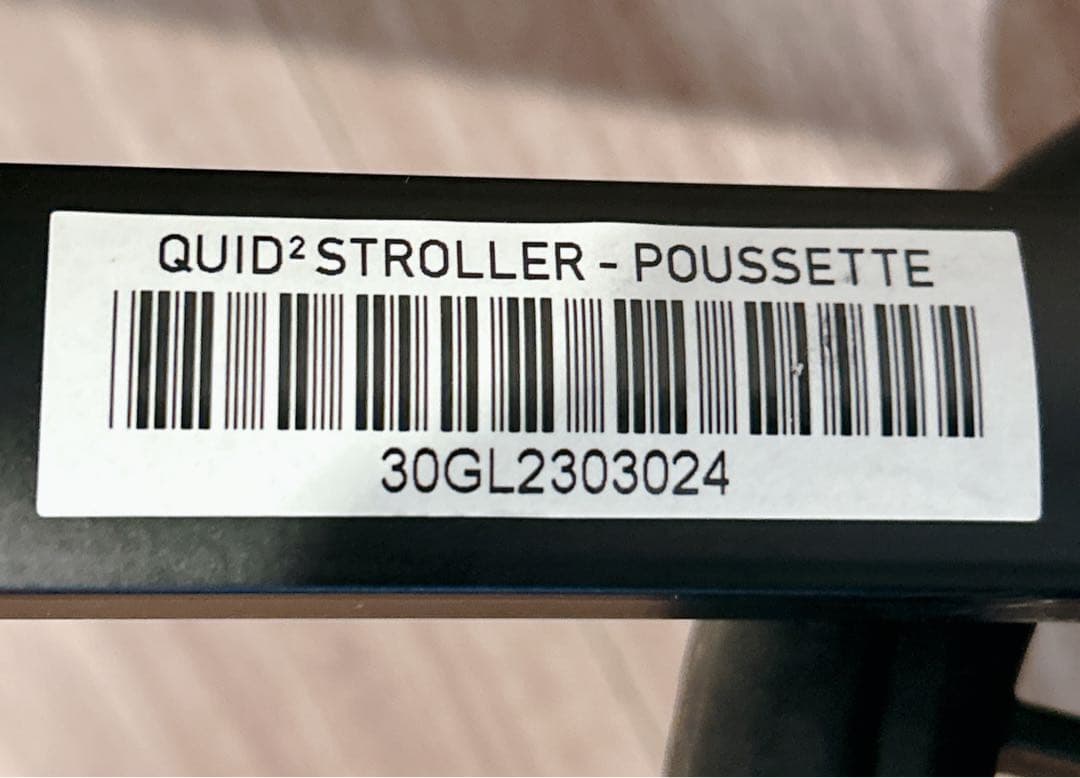 QUID² STROLLER - POUSSETTE
30GL2303024